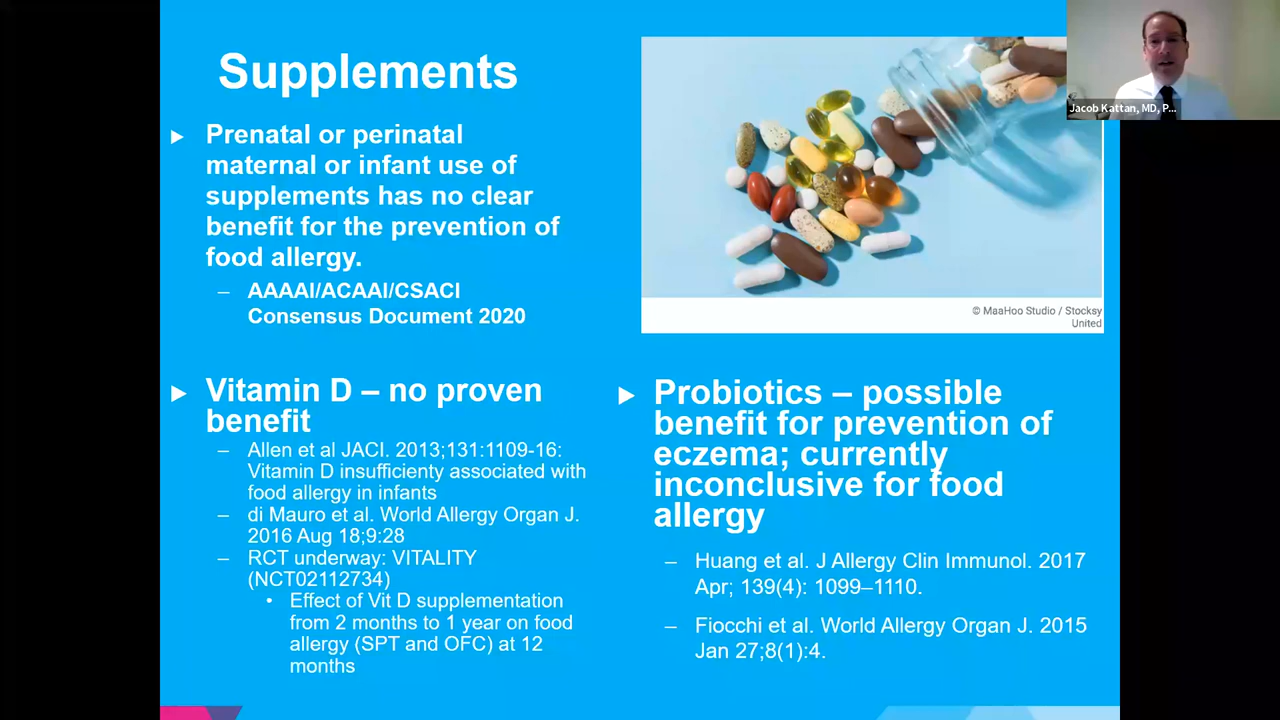 Supplements
Prenatal or perinatal
maternal or infant use of
supplements has no clear
benefit for the prevention of
food allergy.
– AAAAI/ACAAI/CSACI
Consensus Document 2020
© MaaHoo Studio / Stocksy
United
Jacob Kattan, MD, P...
Vitamin D – no proven
benefit
– Allen et al JACI. 2013;131:1109-16:
Vitamin D insufficienty associated with
food allergy in infants
– di Mauro et al. World Allergy Organ J.
2016 Aug 18;9:28
– RCT underway: VITALITY
(NCT02112734)
• Effect of Vit D supplementation
from 2 months to 1 year on food
allergy (SPT and OFC) at 12
months
Probiotics – possible
benefit for prevention of
eczema; currently
inconclusive for food
allergy
– Huang et al. J Allergy Clin Immunol. 2017
Apr; 139(4): 1099–1110.
– Fiocchi et al. World Allergy Organ J. 2015
Jan 27;8(1):4.